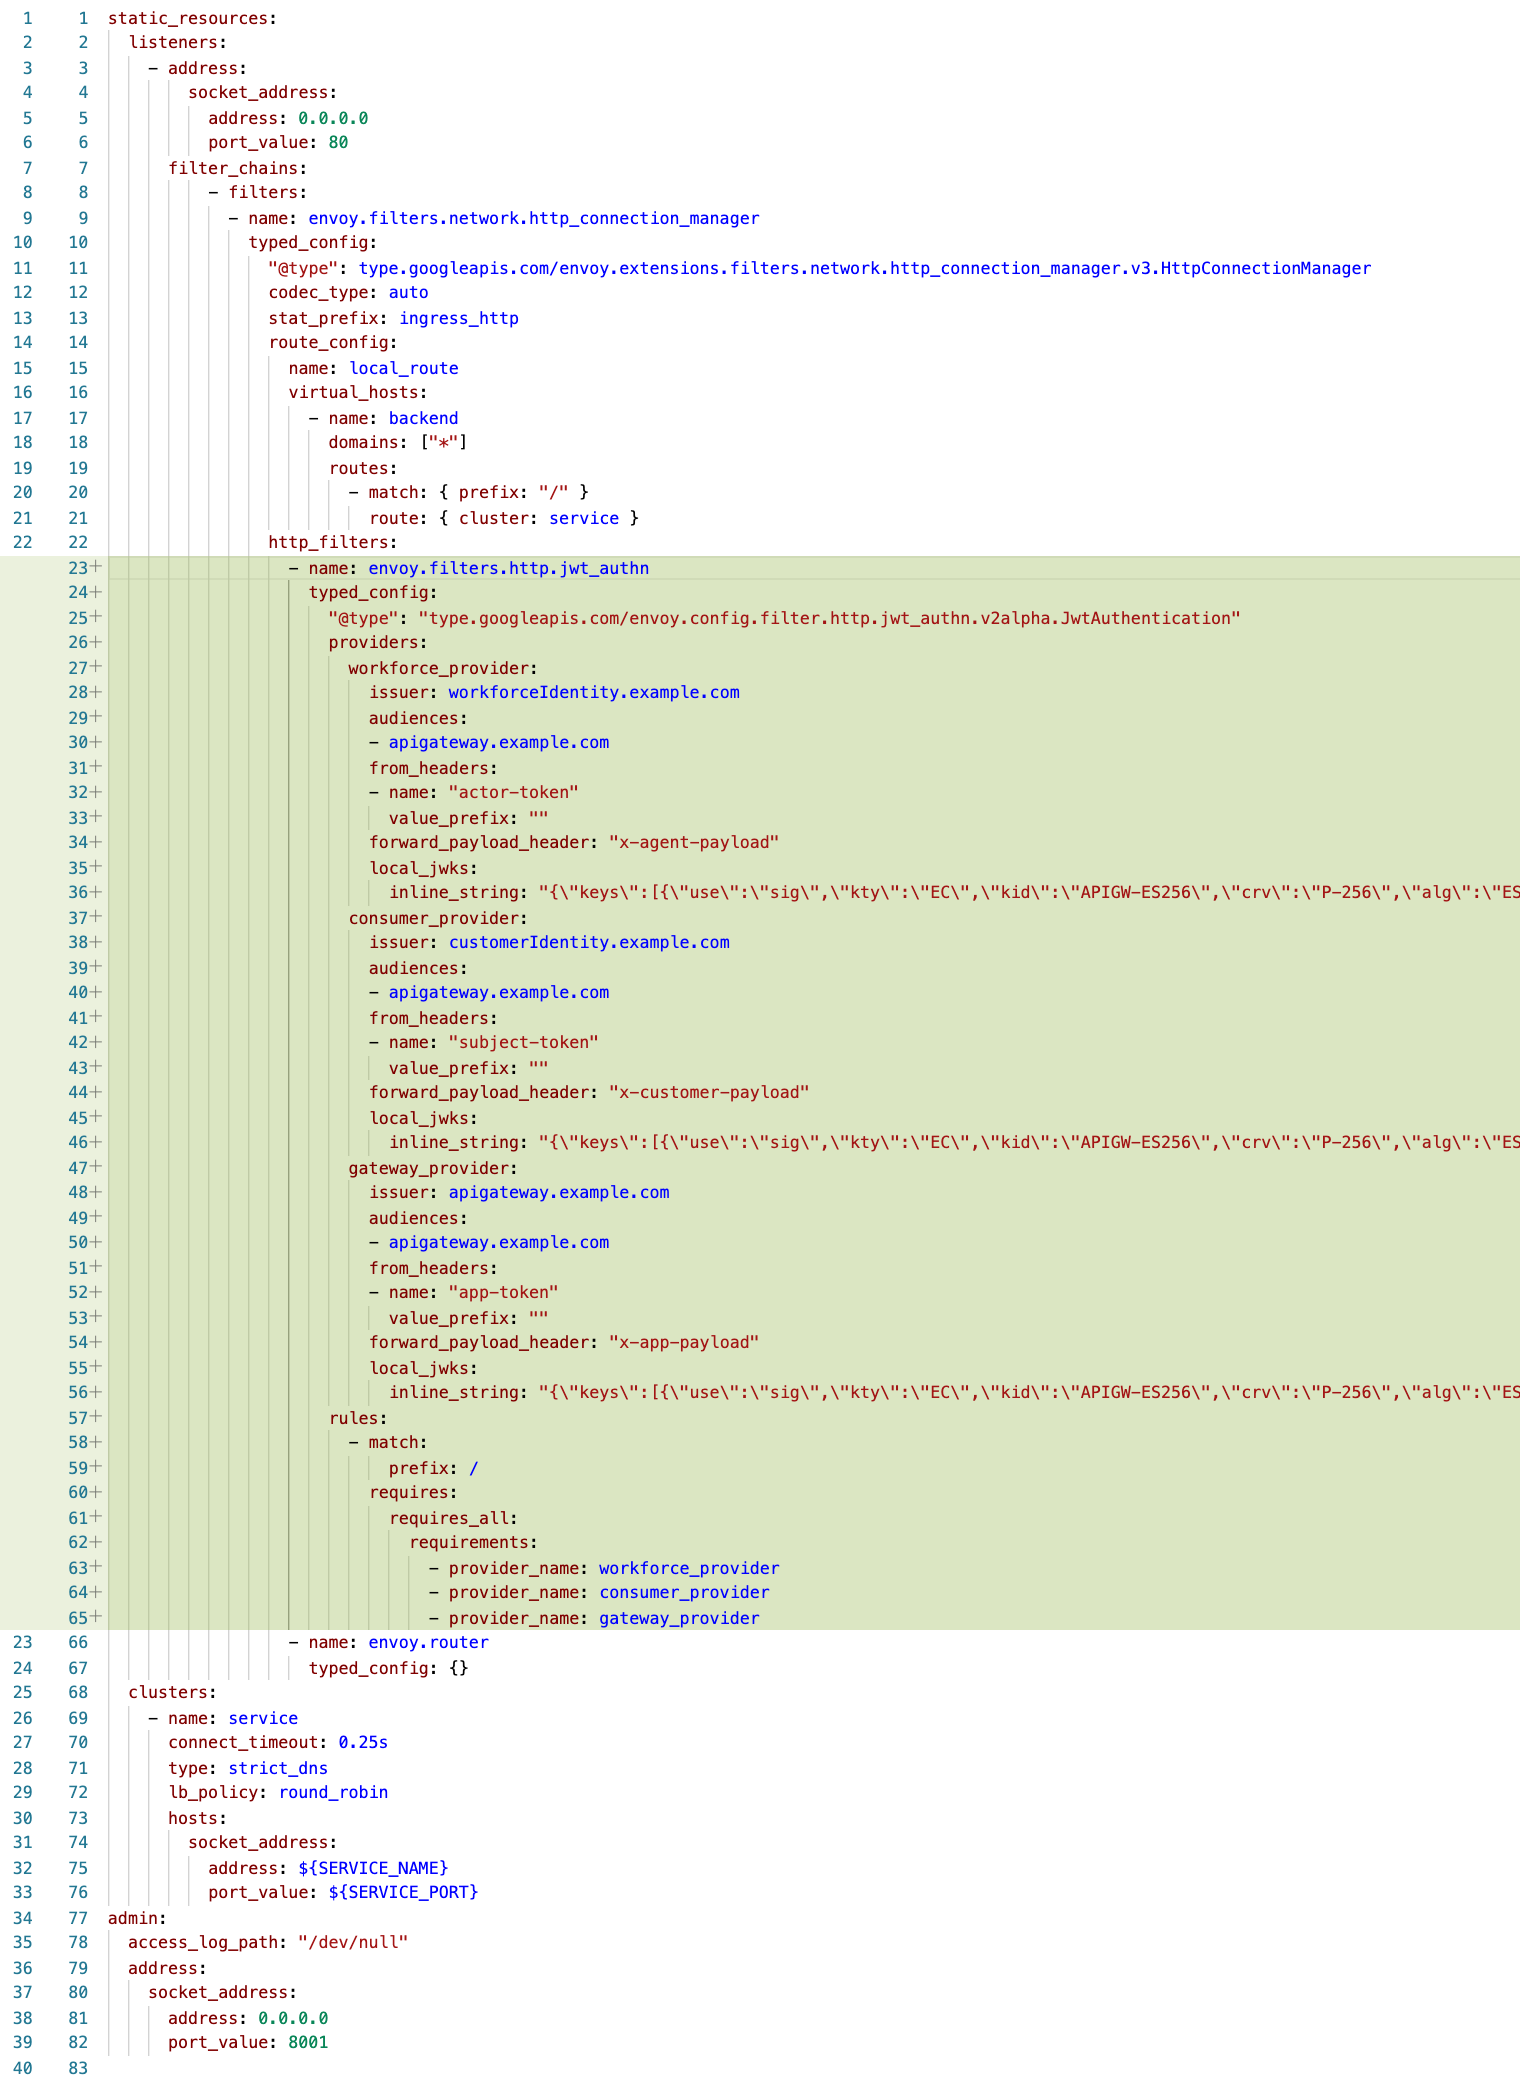 1 1 static_resources:
2 2 listeners:
3 3 - address:
4 4 socket_address:
5 5 address: 0.0.0.0
6 6 port_value: 80
7 7 filter_chains:
8 8 - filters:
9 9 - name: envoy.filters.network.http_connection_manager
10 10 typed_config:
11 11 "@type": type.googleapis.com/envoy.extensions.filters.network.http_connection_manager.v3.HttpConnectionManager
12 12 codec_type: auto
13 13 stat_prefix: ingress_http
14 14 route_config:
15 15 name: local_route
16 16 virtual_hosts:
17 17 - name: backend
18 18 domains: ["*"]
19 19 routes:
20 20 - match: { prefix: "/" }
21 21 route: { cluster: service }
22 22 http_filters:
23+ - name: envoy.filters.http.jwt_authn
24+ typed_config:
25+ "@type": "type.googleapis.com/envoy.config.filter.http.jwt_authn.v2alpha.JwtAuthentication"
26+ providers:
27+ workforce_provider:
28+ issuer: workforceIdentity.example.com
29+ audiences:
30+ - apigateway.example.com
31+ from_headers:
32+ - name: "actor-token"
33+ value_prefix: ""
34+ forward_payload_header: "x-agent-payload"
35+ local_jwks:
36+ inline_string: "{\"keys\":[{\"use\":\"sig\",\"kty\":\"EC\",\"kid\":\"APIGW-ES256\",\"crv\":\"P-256\",\"alg\":\"ES
37+ consumer_provider:
38+ issuer: customerIdentity.example.com
39+ audiences:
40+ - apigateway.example.com
41+ from_headers:
42+ - name: "subject-token"
43+ value_prefix: ""
44+ forward_payload_header: "x-customer-payload"
45+ local_jwks:
46+ inline_string: "{\"keys\":[{\"use\":\"sig\",\"kty\":\"EC\",\"kid\":\"APIGW-ES256\",\"crv\":\"P-256\",\"alg\":\"ES
47+ gateway_provider:
48+ issuer: apigateway.example.com
49+ audiences:
50+ - apigateway.example.com
51+ from_headers:
52+ - name: "app-token"
53+ value_prefix: ""
54+ forward_payload_header: "x-app-payload"
55+ local_jwks:
56+ inline_string: "{\"keys\":[{\"use\":\"sig\",\"kty\":\"EC\",\"kid\":\"APIGW-ES256\",\"crv\":\"P-256\",\"alg\":\"ES
57+ rules:
58+ - match:
59+ prefix: /
60+ requires:
61+ requires_all:
62+ requirements:
63+ - provider_name: workforce_provider
64+ - provider_name: consumer_provider
65+ - provider_name: gateway_provider
23 66 - name: envoy.router
24 67 typed_config: {}
25 68 clusters:
26 69 - name: service
27 70 connect_timeout: 0.25s
28 71 type: strict_dns
29 72 lb_policy: round_robin
30 73 hosts:
31 74 socket_address:
32 75 address: ${SERVICE_NAME}
33 76 port_value: ${SERVICE_PORT}
34 77 admin:
35 78 access_log_path: "/dev/null"
36 79 address:
37 80 socket_address:
38 81 address: 0.0.0.0
39 82 port_value: 8001
40 83